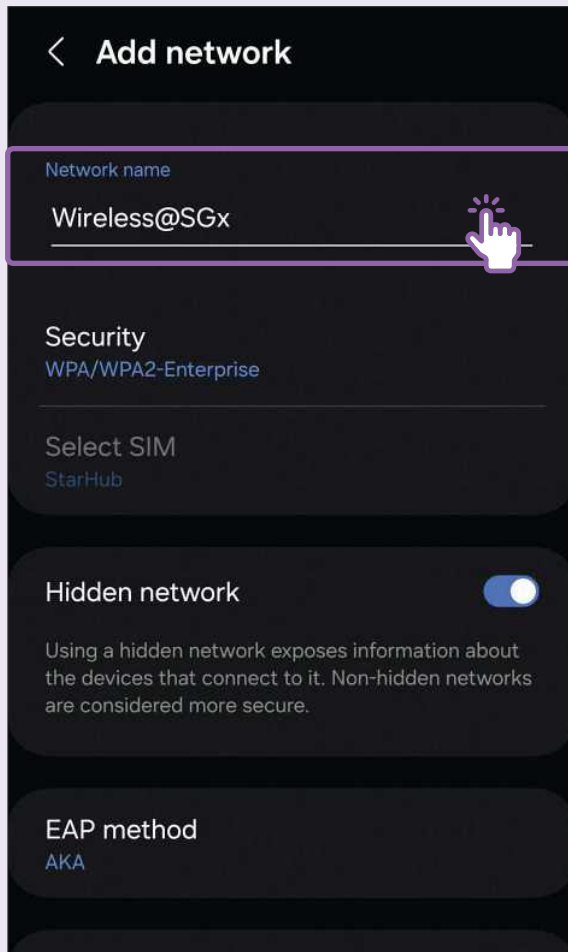 Add network
Network name
Wireless@SGx
Security
WPA/WPA2-Enterprise
Select SIM
StarHub
Hidden network
Using a hidden network exposes information about
the devices that connect to it. Non-hidden networks
are considered more secure.
EAP method
AKA